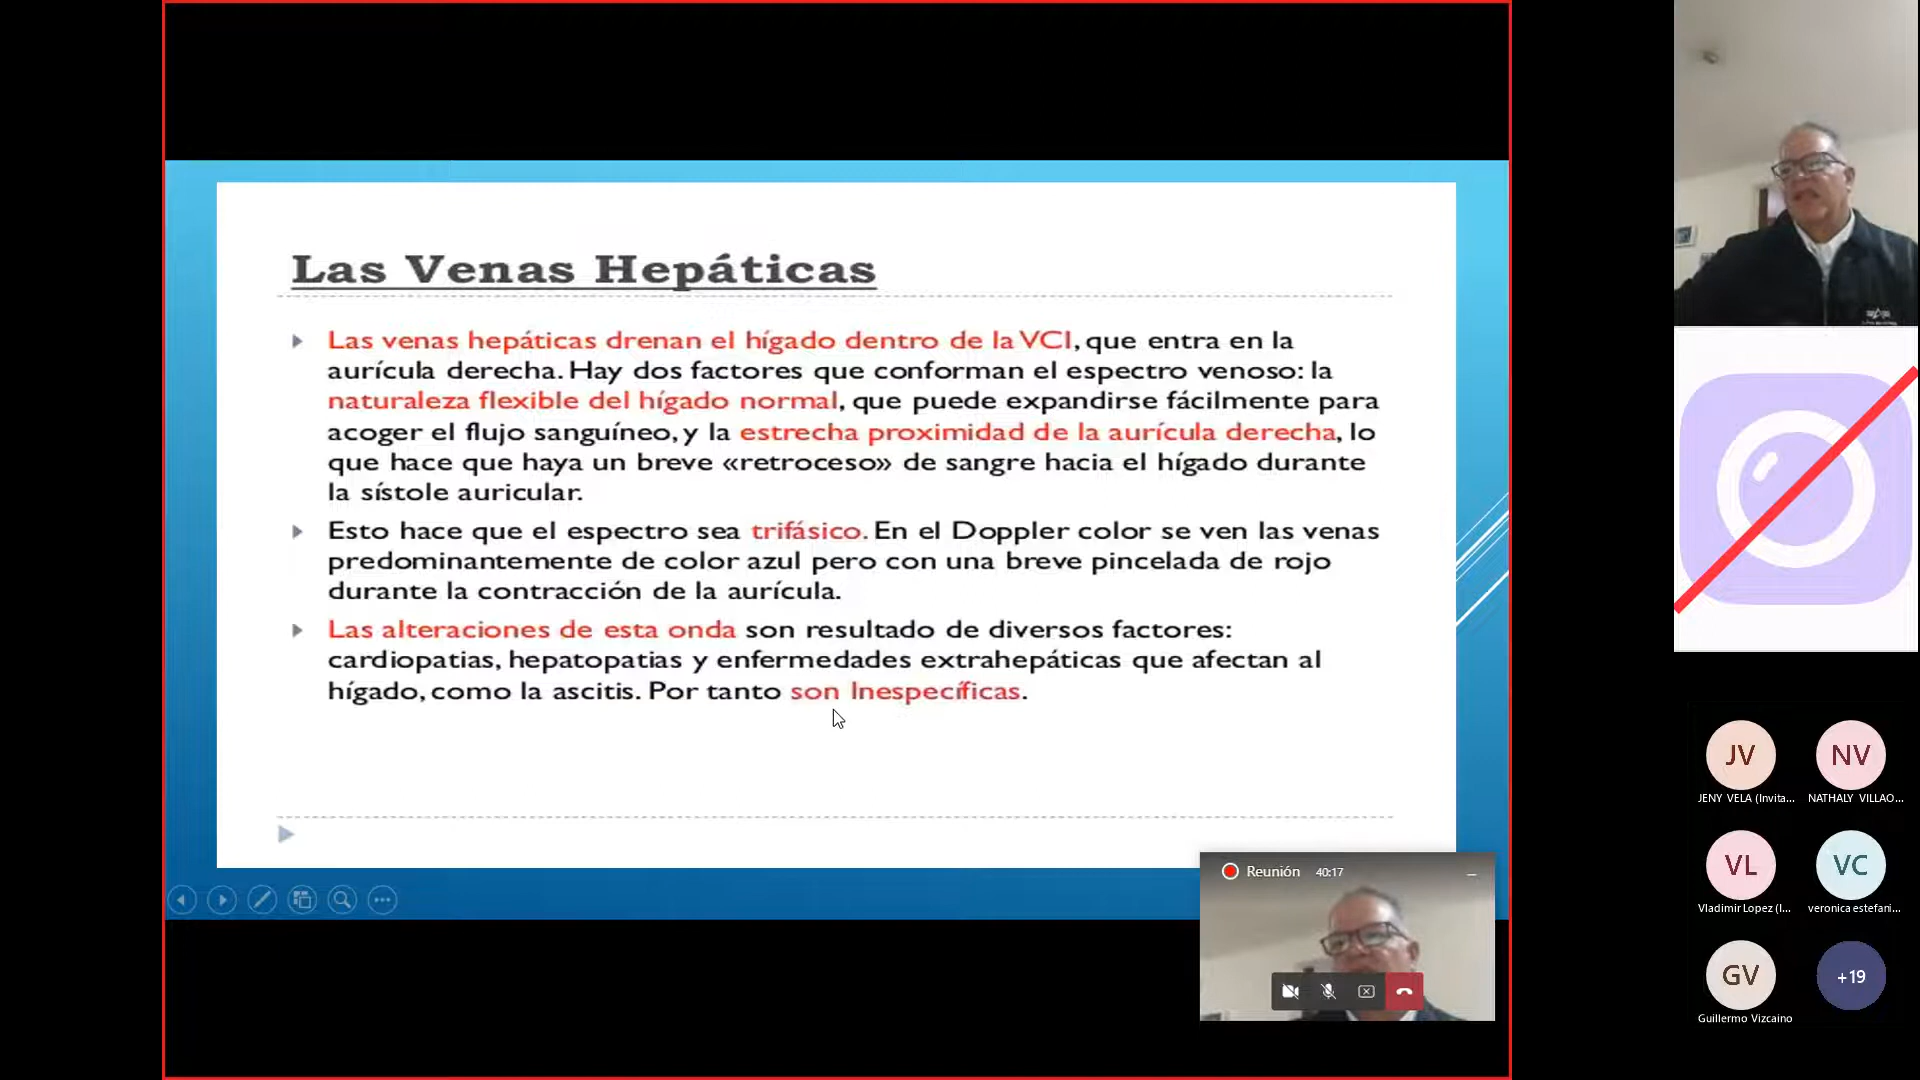 Las Venas Hepáticas
Las venas hepáticas drenan el hígado dentro de la VCI, que entra en la
aurícula derecha. Hay dos factores que conforman el espectro venoso: la
naturaleza flexible del hígado normal, que puede expandirse fácilmente para
acoger el flujo sanguíneo, y la estrecha proximidad de la aurícula derecha, lo
que hace que haya un breve «retroceso» de sangre hacia el hígado durante
la sístole auricular.
Esto hace que el espectro sea trifásico. En el Doppler color se ven las venas
predominantemente de color azul pero con una breve pincelada de rojo
durante la contracción de la aurícula.
Las alteraciones de esta onda son resultado de diversos factores:
cardiopatias, hepatopatias y enfermedades extrahepáticas que afectan al
hígado, como la ascitis. Por tanto son Inespecíficas.
Reunión 40:17
JV
JENY VELA (Invita...
NV
NATHALY VILLAO...
VL
Vladimir Lopez (I...
VC
veronica estefani...
GV
Guillermo Vizcaino
+19